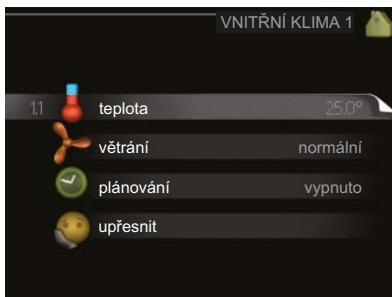 VNITŘNÍ KLIMA 1
1.1 teplota 25,0°
větrání normální
plánování vypnuto
upřesnit